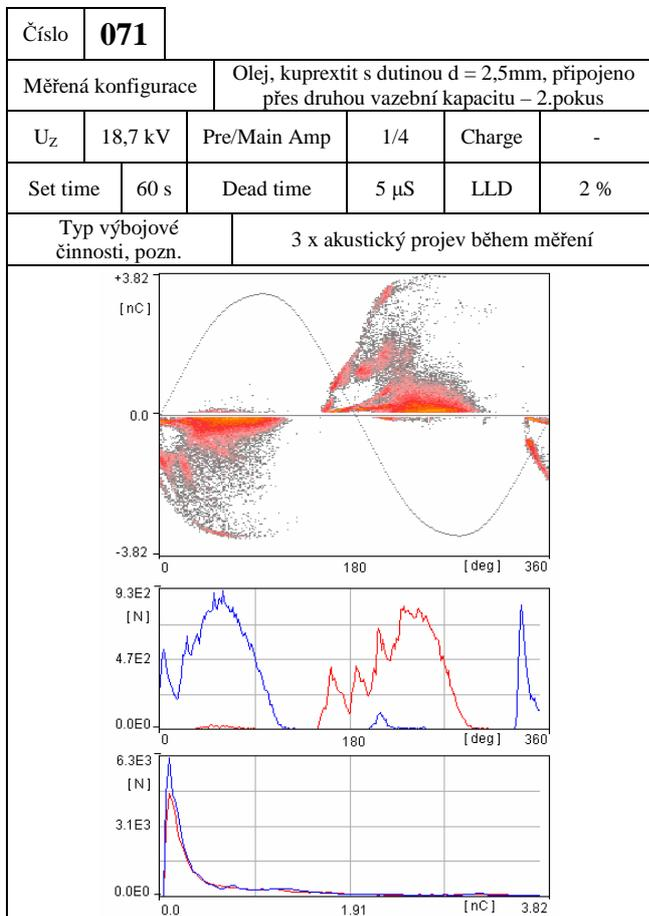 Číslo 071
Měřená konfigurace Olej, kuprextit s dutinou d = 2,5mm, připojeno
přes druhou vazební kapacitu – 2.pokus
UZ 18,7 kV Pre/Main Amp 1/4 Charge -
Set time 60 s Dead time 5 μS LLD 2 %
Typ výbojové
činnosti, pozn. 3 x akustický projev během měření
+3.82
[nC]
0.0
-3.82
0 180 [deg] 360
9.3E2
[N]
4.7E2
0.0E0
0 180 [deg] 360
6.3E3
[N]
3.1E3
0.0E0
0.0 1.91 [nC] 3.82